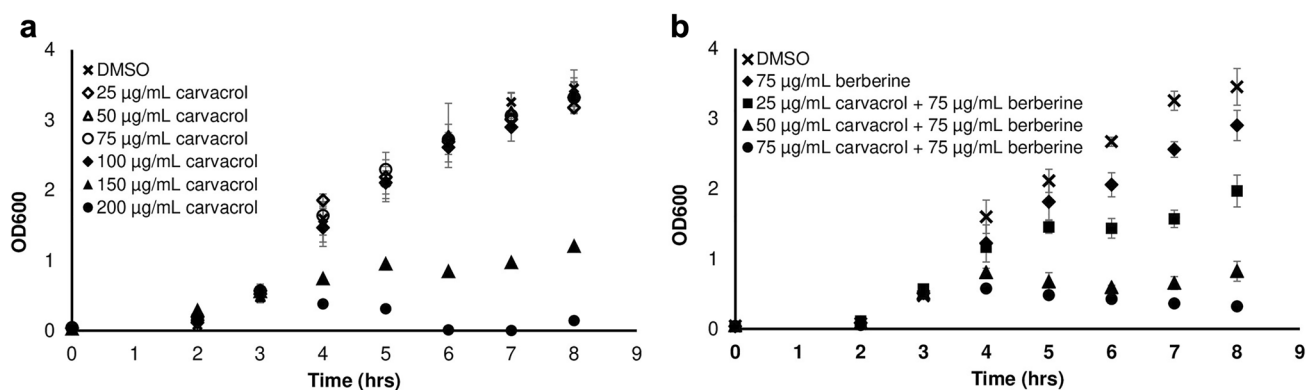 a
4
3
2
1
0
OD600
DMSO
25 µg/mL carvacrol
50 µg/mL carvacrol
75 µg/mL carvacrol
100 µg/mL carvacrol
150 µg/mL carvacrol
200 µg/mL carvacrol
0 1 2 3 4 5 6 7 8 9
Time (hrs)
b
4
3
2
1
0
OD600
DMSO
75 µg/mL berberine
25 µg/mL carvacrol + 75 µg/mL berberine
50 µg/mL carvacrol + 75 µg/mL berberine
75 µg/mL carvacrol + 75 µg/mL berberine
0 1 2 3 4 5 6 7 8 9
Time (hrs)